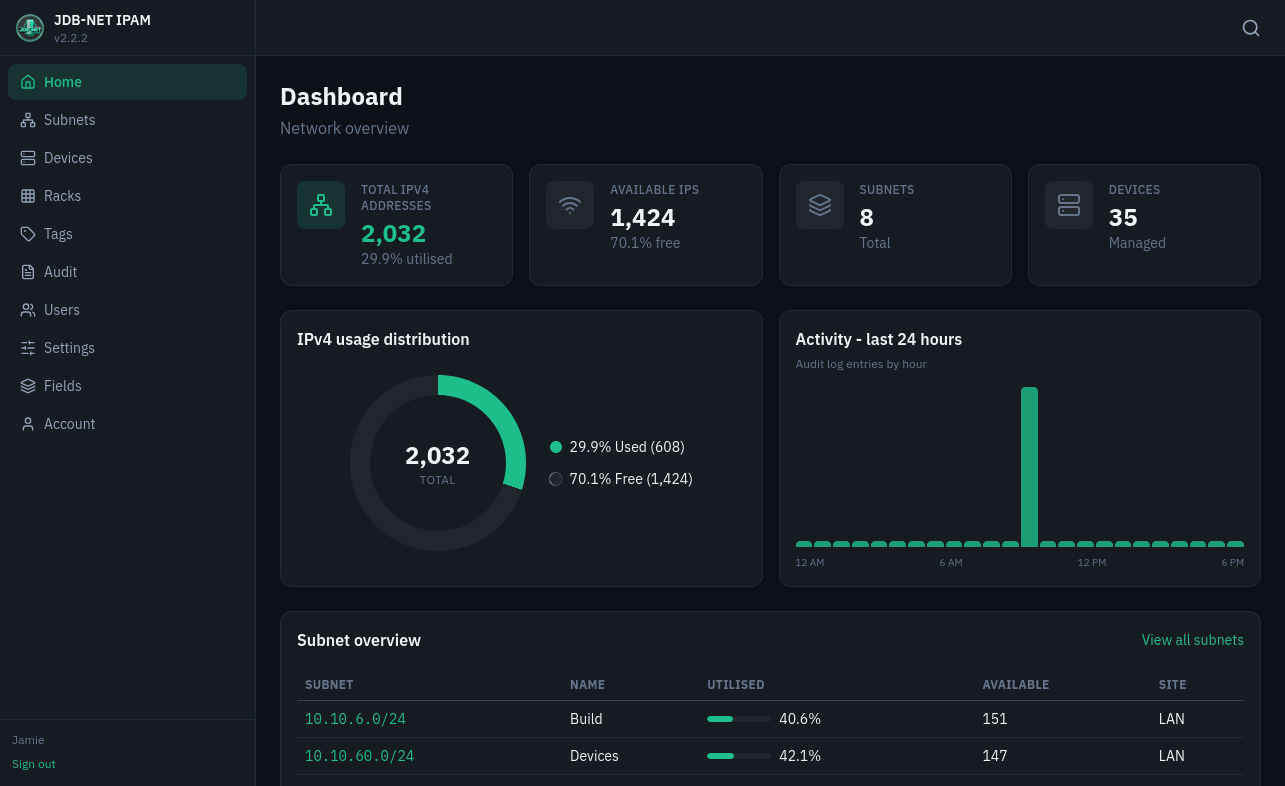 JDB-NET IPAM
v2.2.2
Home
Subnets
Devices
Racks
Tags
Audit
Users
Settings
Fields
Account
Jamie
Sign out
Dashboard
Network overview
TOTAL IPV4
ADDRESSES
2,032
29.9% utilised
AVAILABLE IPS
1,424
70.1% free
SUBNETS
8
Total
DEVICES
35
Managed
IPv4 usage distribution
2,032
TOTAL
29.9% Used (608)
70.1% Free (1,424)
Activity - last 24 hours
Audit log entries by hour
12 AM 6 AM 12 PM 6 PM
Subnet overview
View all subnets
SUBNET NAME UTILISED AVAILABLE SITE
10.10.6.0/24 Build 40.6% 151 LAN
10.10.60.0/24 Devices 42.1% 147 LAN